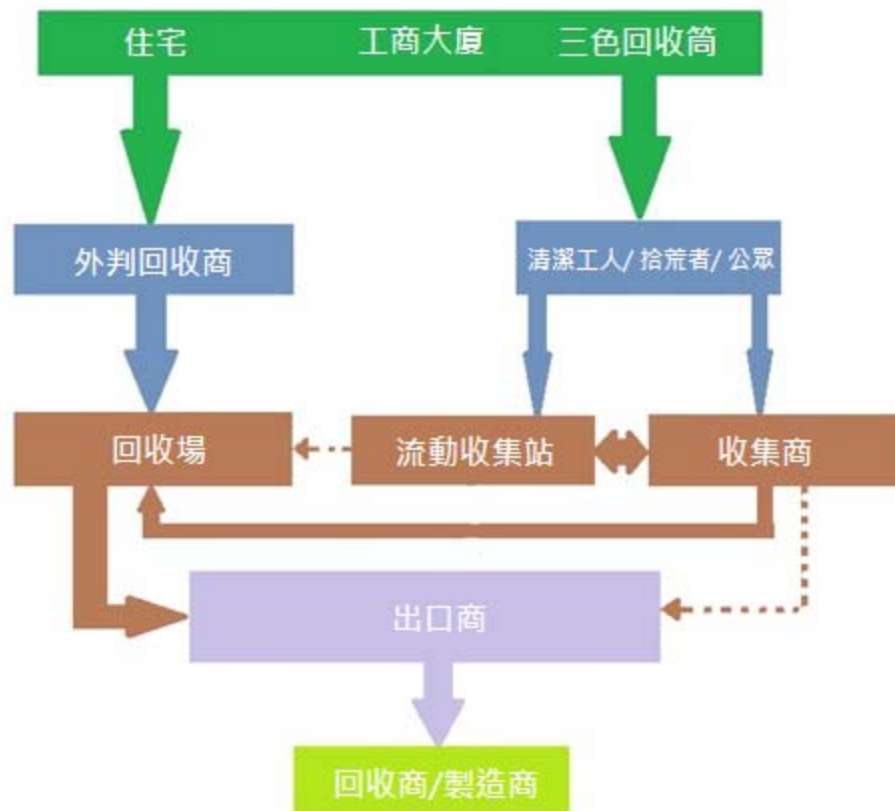 住宅 工商大廈 三色回收筒
外判回收商 清潔工人/ 拾荒者/ 公眾
回收場 流動收集站 收集商
出口商
回收商/製造商